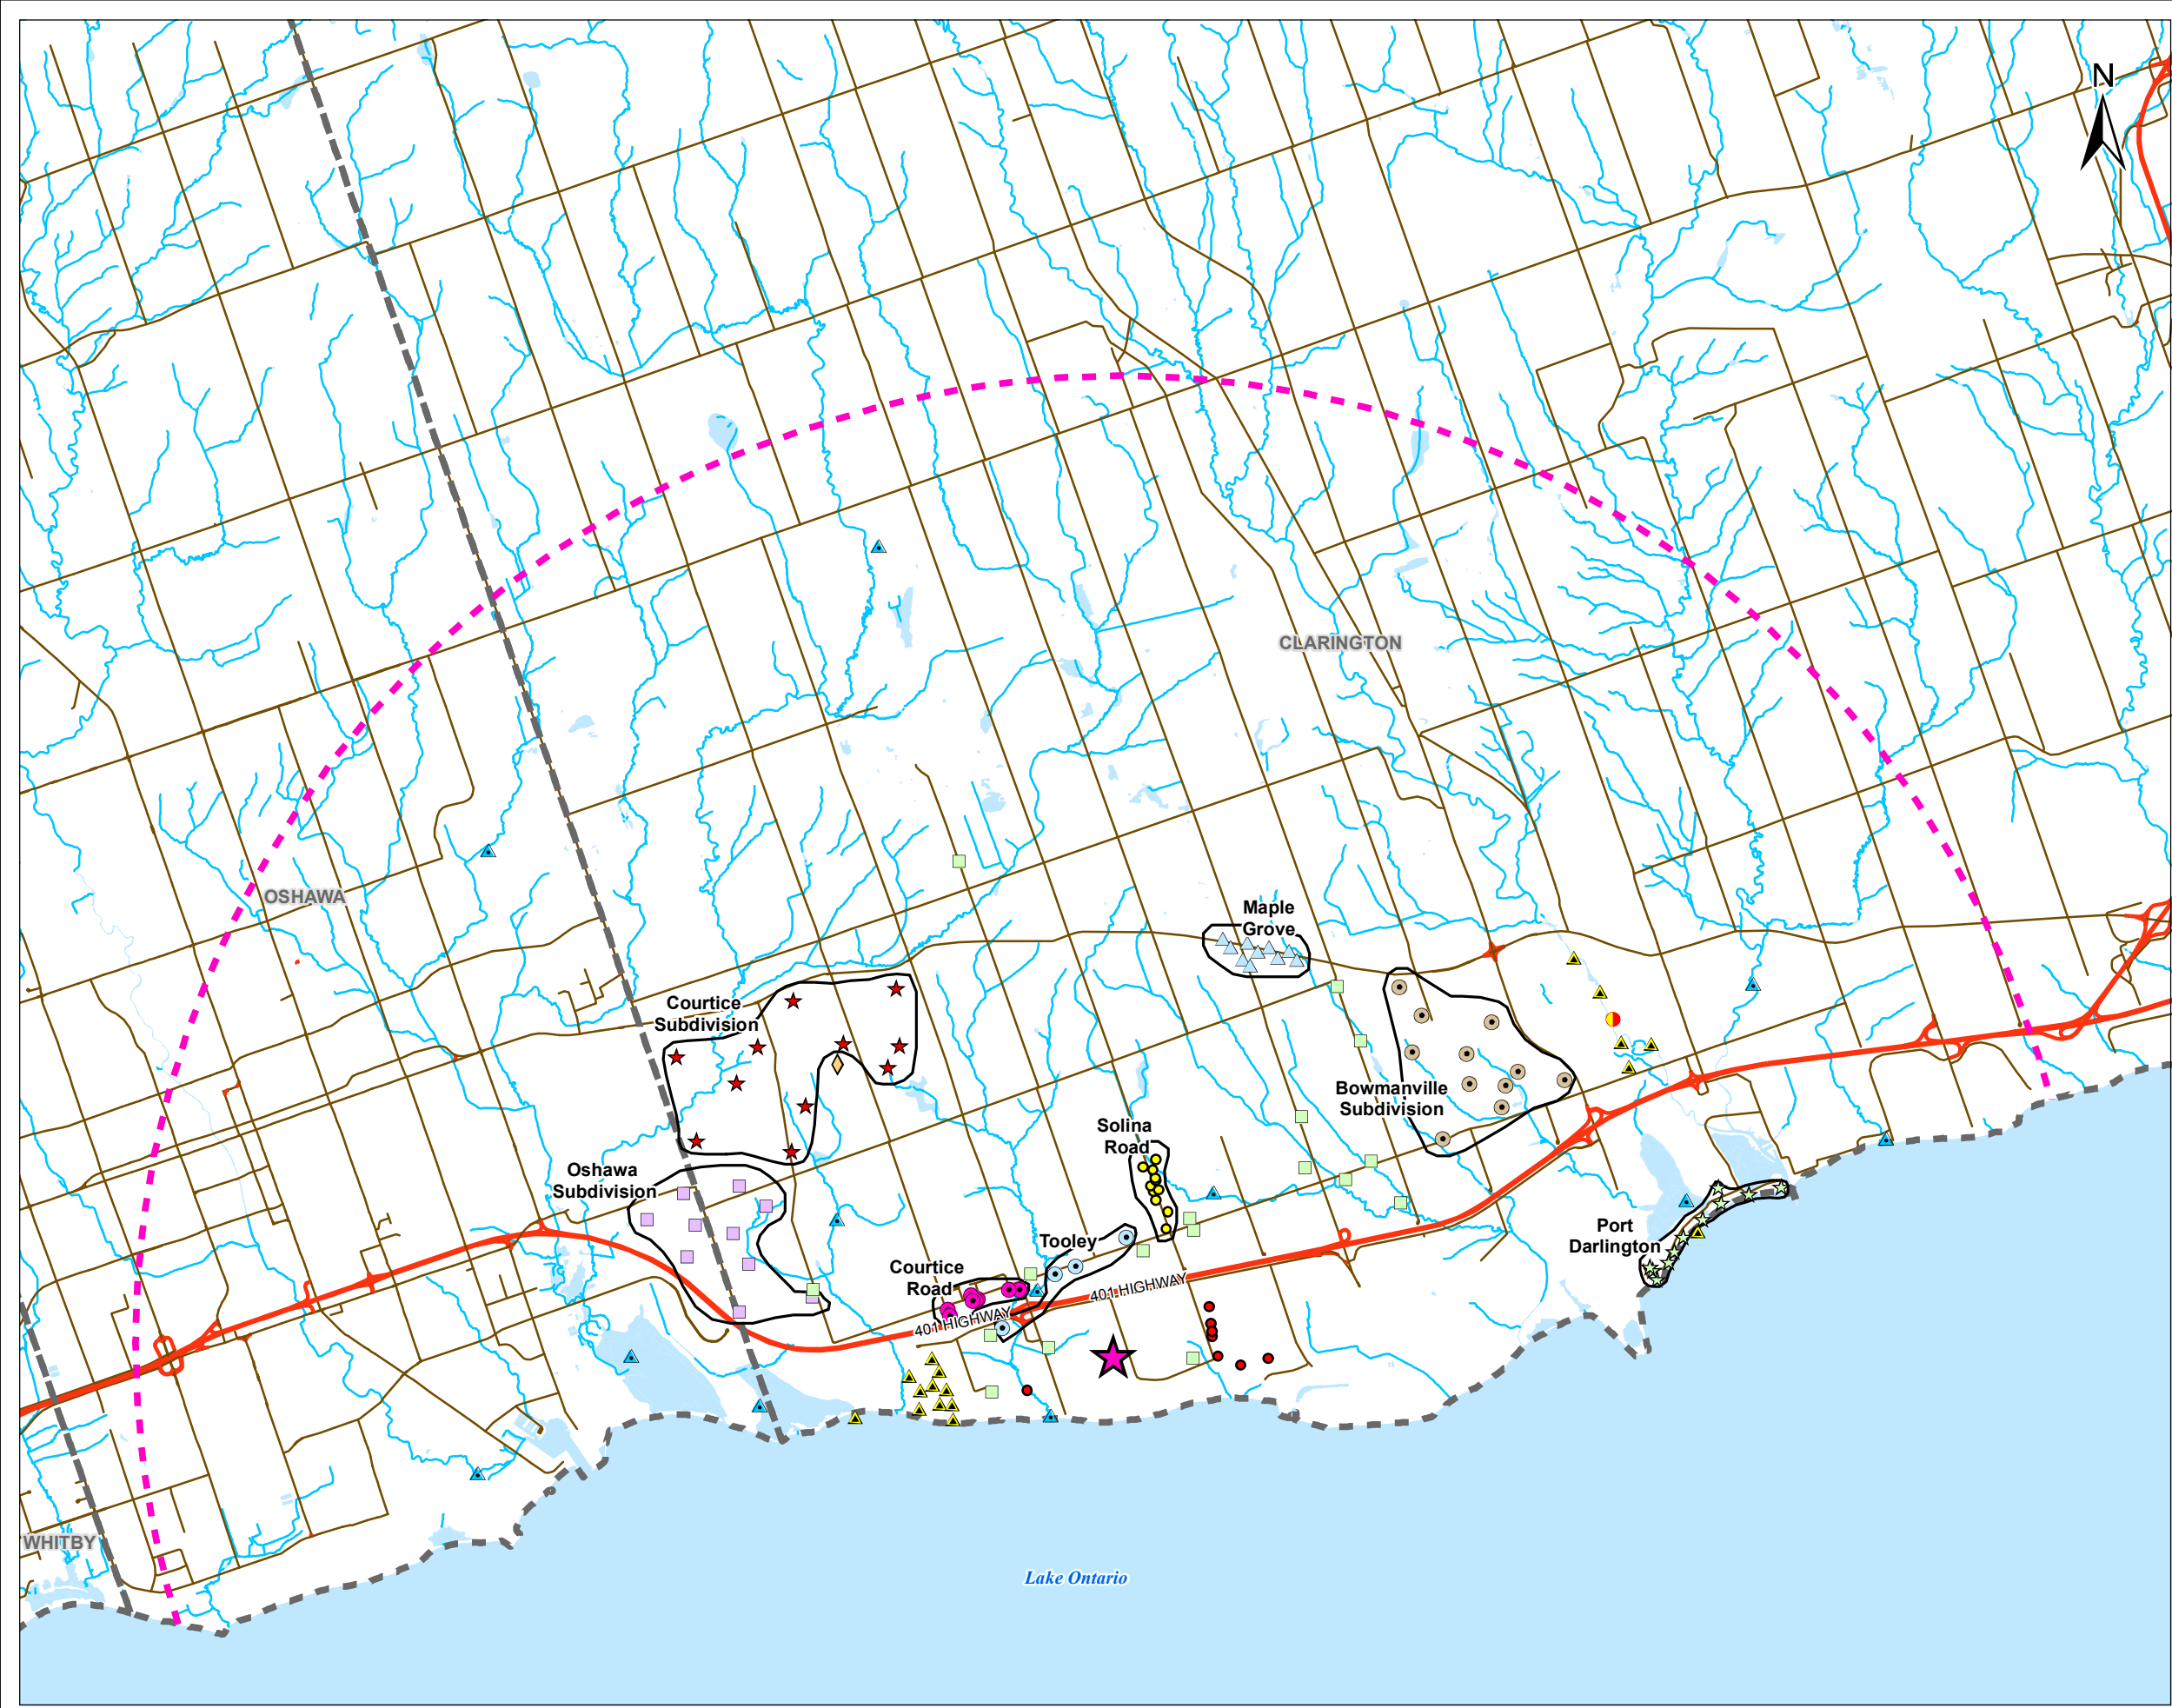 N
CLARINGTON
OSHAWA
Maple
Grove
Courtice
Subdivision
Bowmanville
Subdivision
Solina
Road
Oshawa
Subdivision
Port
Darlington
Tooley
Courtice
Road
401 HIGHWAY
401 HIGHWAY
WHITBY
Lake Ontario